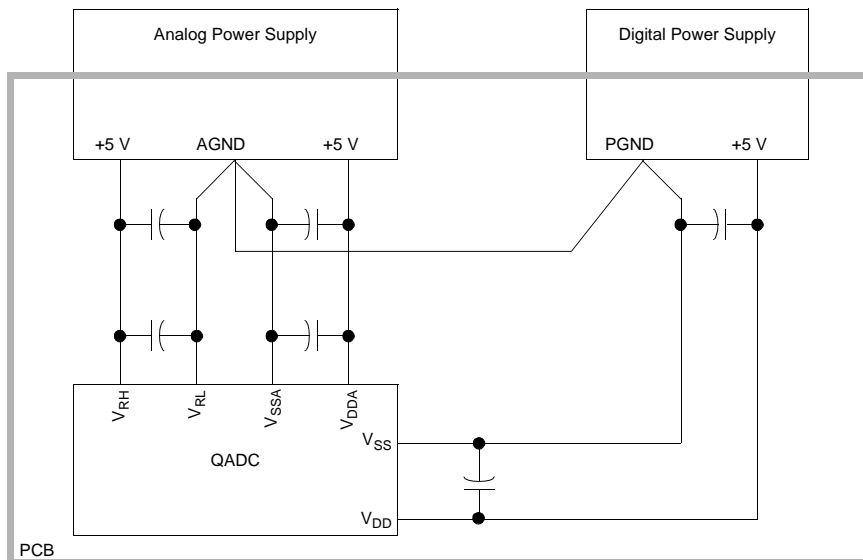 Analog Power Supply
Digital Power Supply
+5 V
AGND
+5 V
PGND
+5 V
VRH
VRL
VSSA
VDDA
VSS
QADC
VDD
PCB